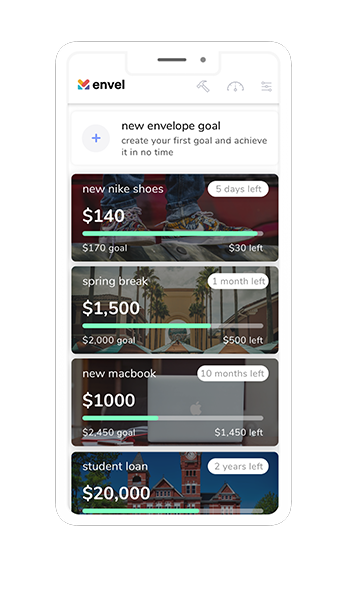 envel
new envelope goal
create your first goal and achieve
it in no time
new nike shoes 5 days left
$140
$170 goal $30 left
spring break 1 month left
$1,500
$2,000 goal $500 left
new macbook 10 months left
$1000
$2,450 goal $1,450 left
student loan 2 years left
$20,000